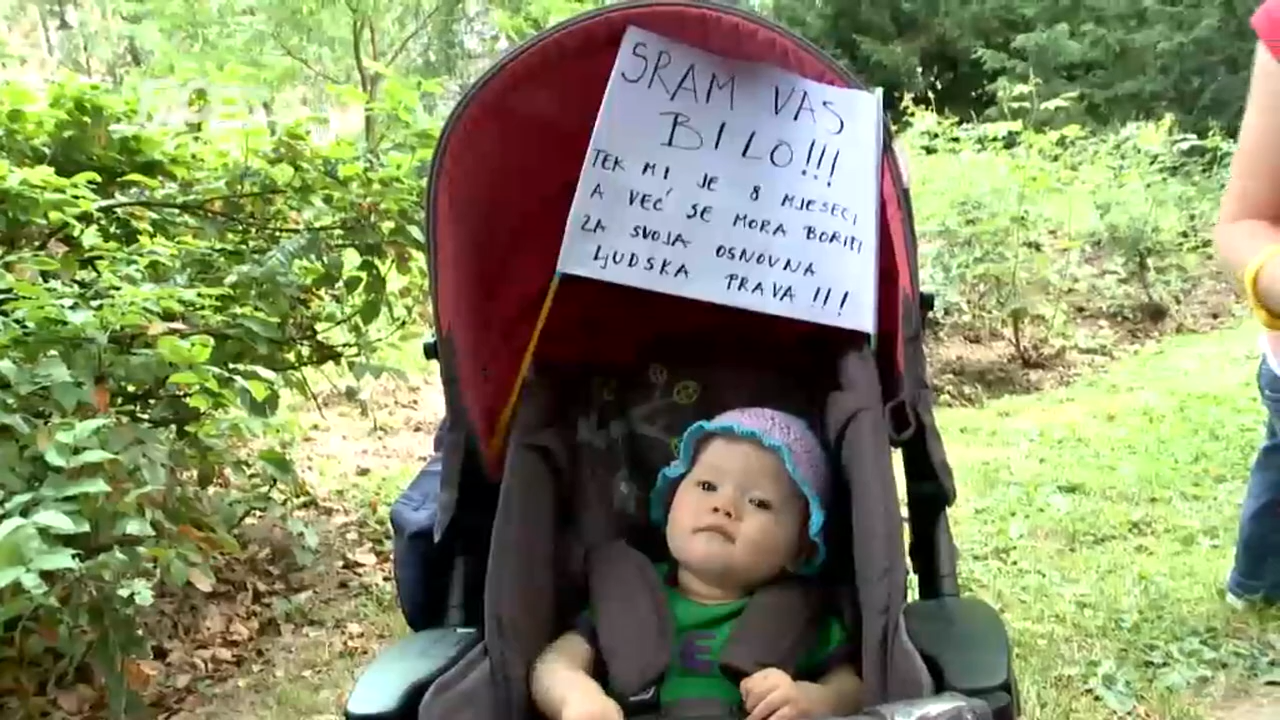 SRAM VAS
BILO!!!
TEK MI JE 8 MJESECI
A VEĆ SE MORA BORITI
ZA SVOJA OSNOVNA
LJUDSKA PRAVA!!!
E